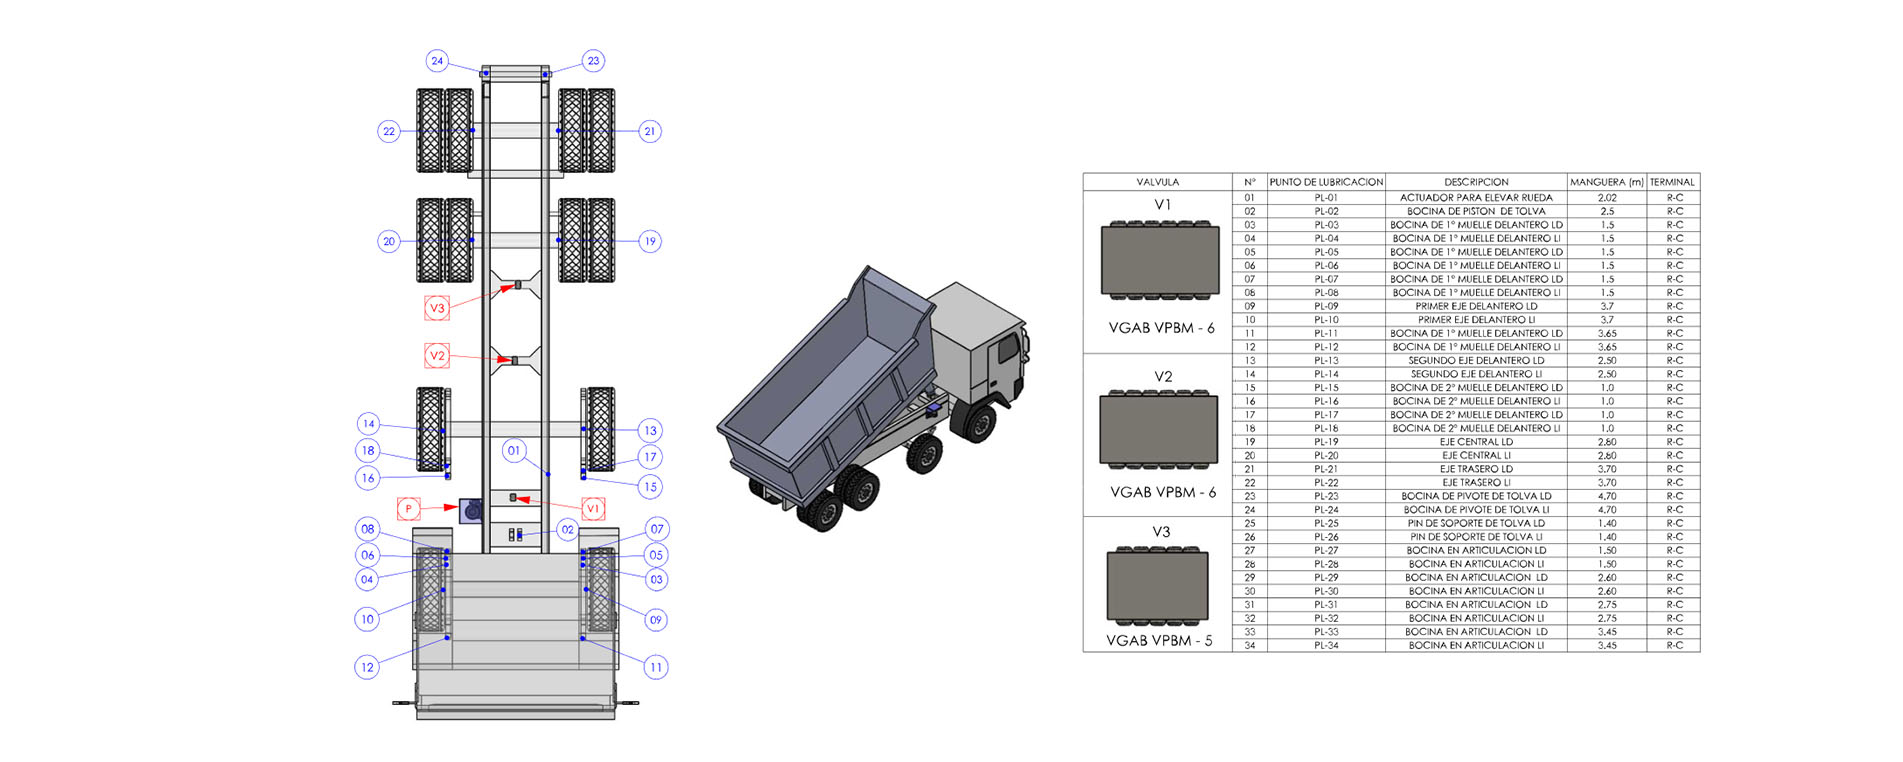 24
23
22
21
20
19
V3
V2
14
13
18
01
17
16
15
P
V1
08
02
07
06
05
04
03
10
09
12
11
VALVULA Nº PUNTO DE LUBRICACION DESCRIPCION MANGUERA (m) TERMINAL
V1
VGAB VPBM - 6
01 PL-01 ACTUADOR PARA ELEVAR RUEDA 2.02 R-C
02 PL-02 BOCINA DE PISTON DE TOLVA 2.5 R-C
03 PL-03 BOCINA DE 1º MUELLE DELANTERO LD 1.5 R-C
04 PL-04 BOCINA DE 1º MUELLE DELANTERO LI 1.5 R-C
05 PL-05 BOCINA DE 1º MUELLE DELANTERO LD 1.5 R-C
06 PL-06 BOCINA DE 1º MUELLE DELANTERO LI 1.5 R-C
07 PL-07 BOCINA DE 1º MUELLE DELANTERO LD 1.5 R-C
08 PL-08 BOCINA DE 1º MUELLE DELANTERO LI 1.5 R-C
09 PL-09 PRIMER EJE DELANTERO LD 3.7 R-C
10 PL-10 PRIMER EJE DELANTERO LI 3.7 R-C
11 PL-11 BOCINA DE 1º MUELLE DELANTERO LD 3.65 R-C
12 PL-12 BOCINA DE 1º MUELLE DELANTERO LI 3.65 R-C
V2
VGAB VPBM - 6
13 PL-13 SEGUNDO EJE DELANTERO LD 2.50 R-C
14 PL-14 SEGUNDO EJE DELANTERO LI 2.50 R-C
15 PL-15 BOCINA DE 2º MUELLE DELANTERO LD 1.0 R-C
16 PL-16 BOCINA DE 2º MUELLE DELANTERO LI 1.0 R-C
17 PL-17 BOCINA DE 2º MUELLE DELANTERO LD 1.0 R-C
18 PL-18 BOCINA DE 2º MUELLE DELANTERO LI 1.0 R-C
19 PL-19 EJE CENTRAL LD 2.80 R-C
20 PL-20 EJE CENTRAL LI 2.80 R-C
21 PL-21 EJE TRASERO LD 3.70 R-C
22 PL-22 EJE TRASERO LI 3.70 R-C
23 PL-23 BOCINA DE PIVOTE DE TOLVA LD 4.70 R-C
24 PL-24 BOCINA DE PIVOTE DE TOLVA LI 4.70 R-C
V3
VGAB VPBM - 5
25 PL-25 PIN DE SOPORTE DE TOLVA LD 1.40 R-C
26 PL-26 PIN DE SOPORTE DE TOLVA LI 1.40 R-C
27 PL-27 BOCINA EN ARTICULACION LD 1.50 R-C
28 PL-28 BOCINA EN ARTICULACION LI 1.50 R-C
29 PL-29 BOCINA EN ARTICULACION LD 2.60 R-C
30 PL-30 BOCINA EN ARTICULACION LI 2.60 R-C
31 PL-31 BOCINA EN ARTICULACION LD 2.75 R-C
32 PL-32 BOCINA EN ARTICULACION LI 2.75 R-C
33 PL-33 BOCINA EN ARTICULACION LD 3.45 R-C
34 PL-34 BOCINA EN ARTICULACION LI 3.45 R-C